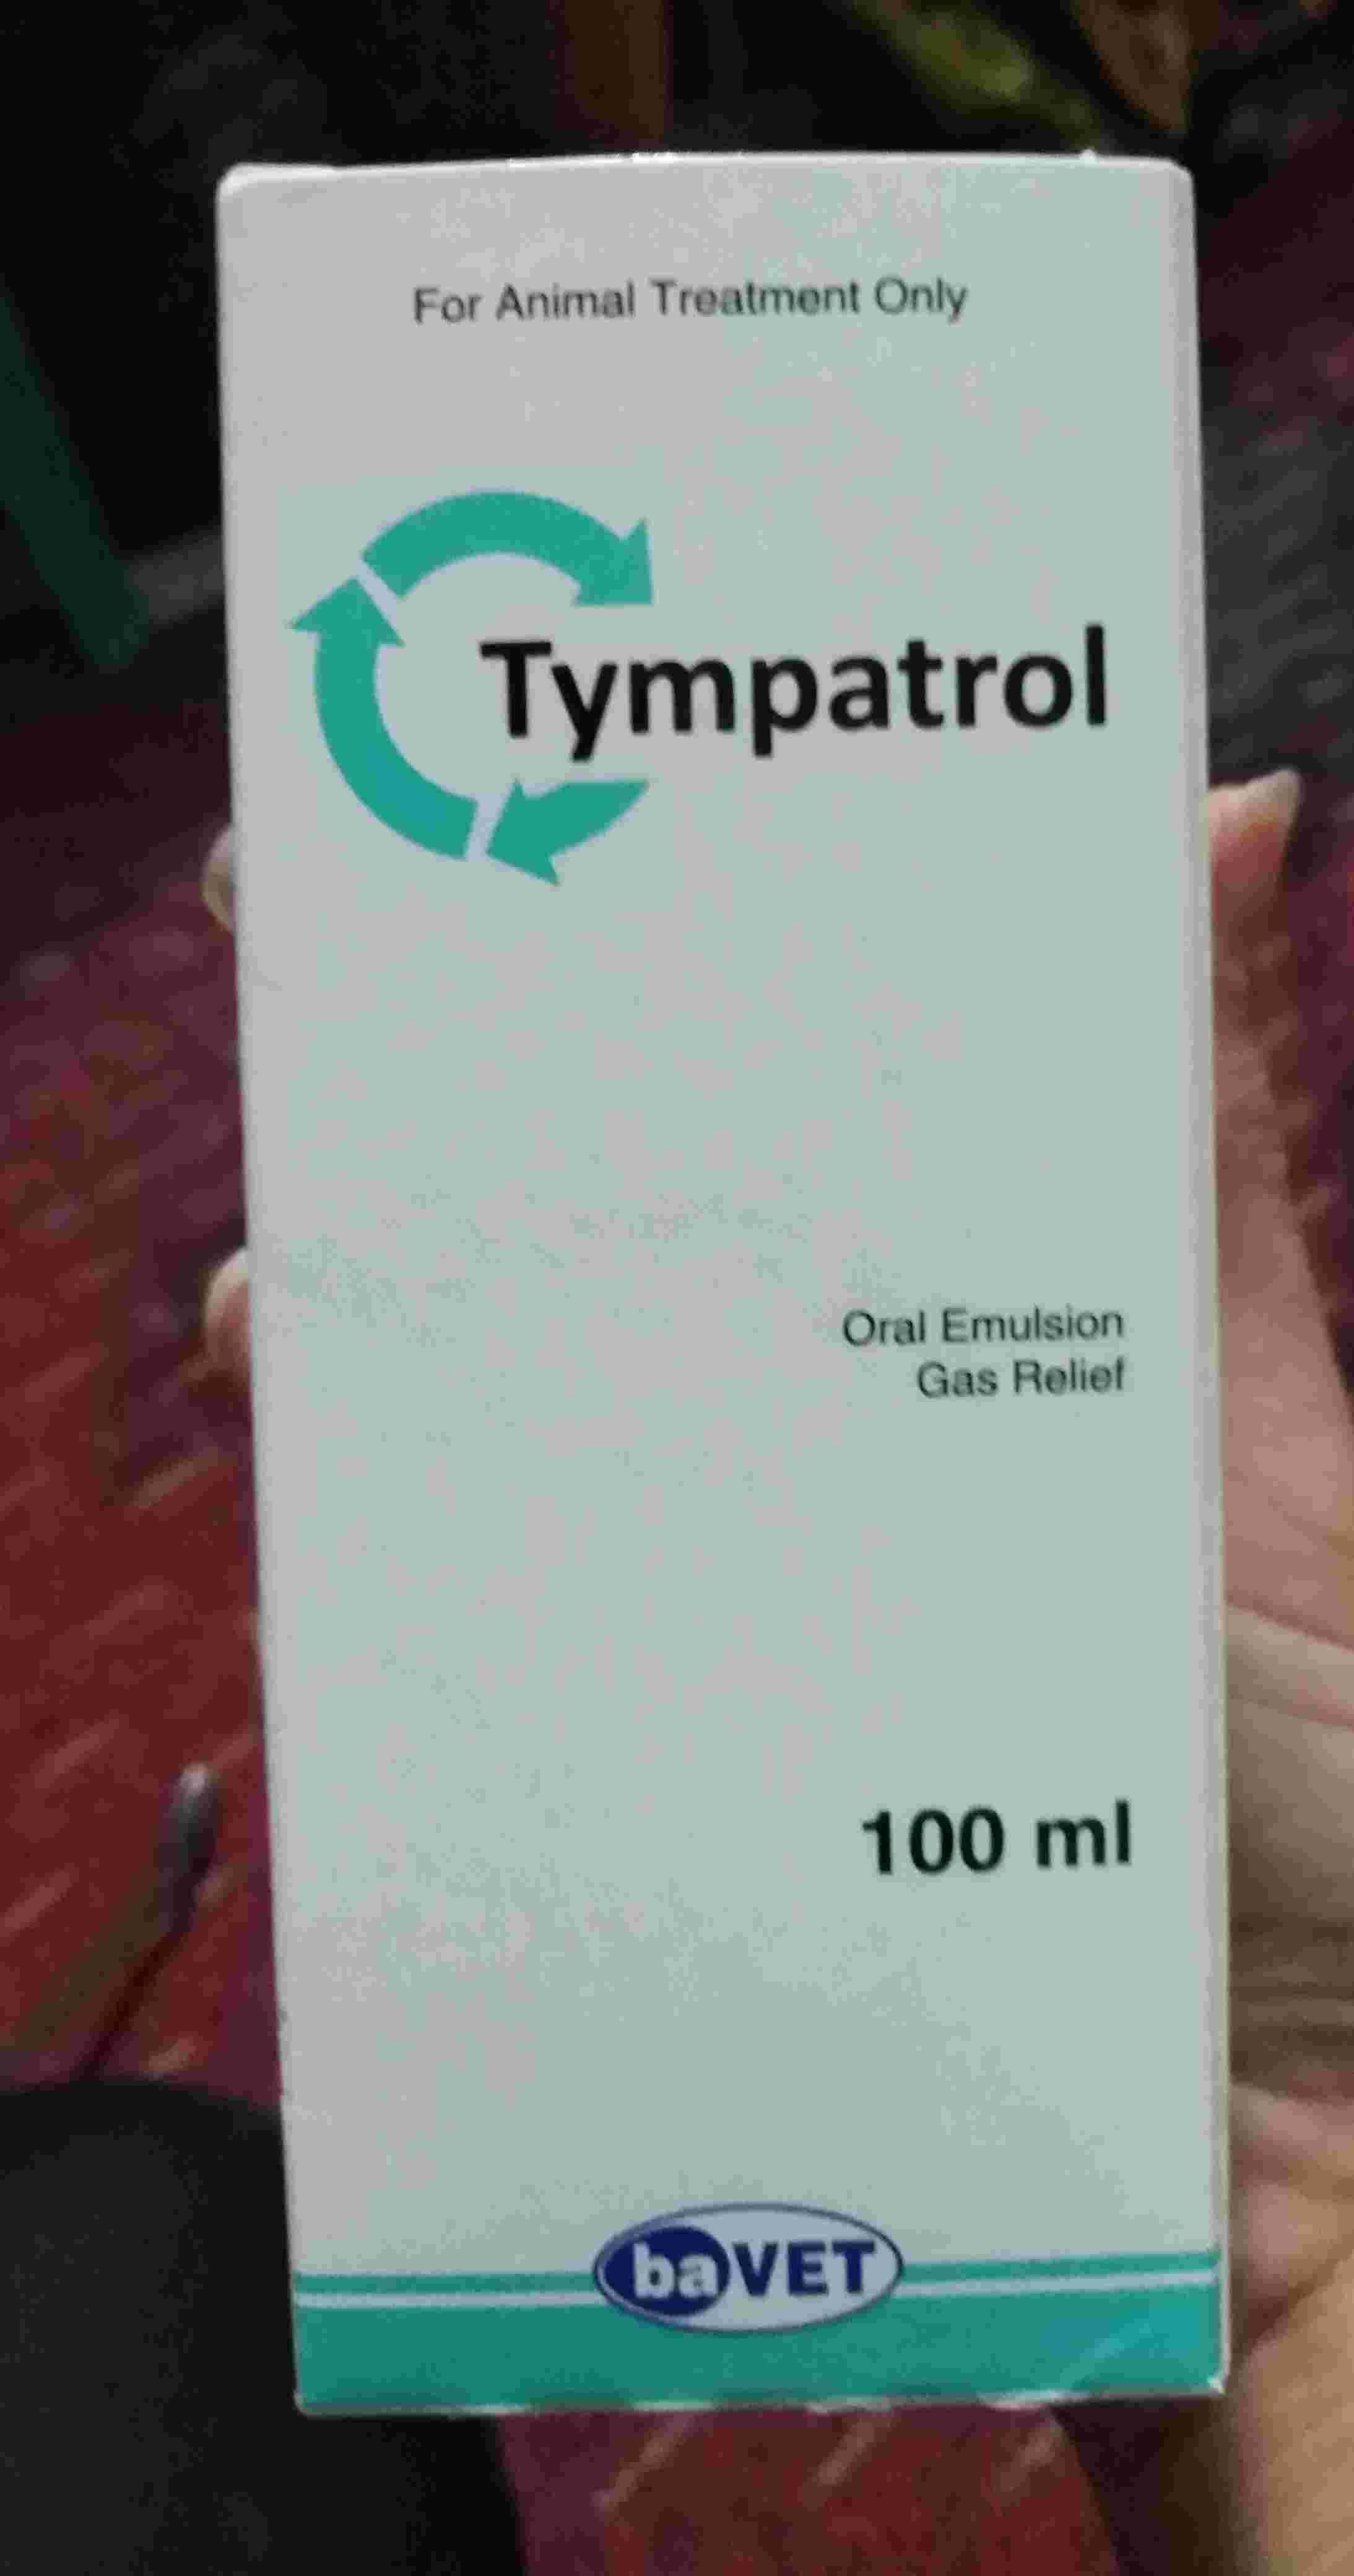 For Animal Treatment Only
Tympatrol
Oral Emulsion
Gas Relief
100 ml
baVET